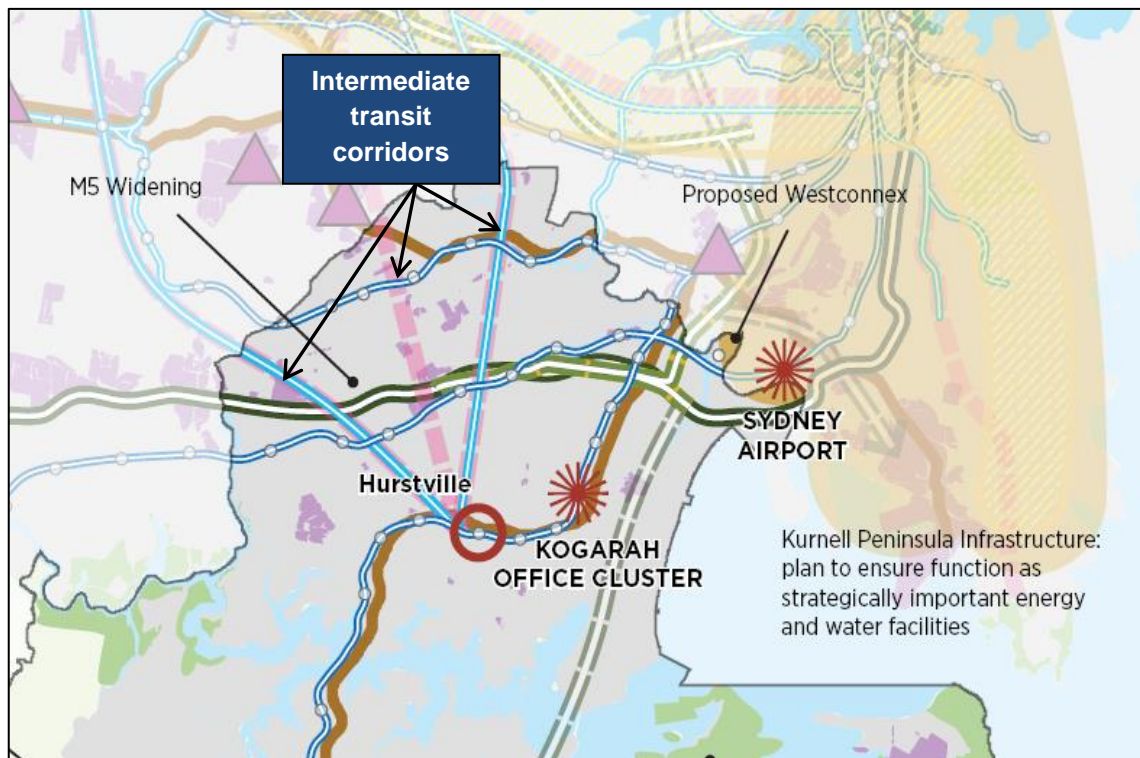 Intermediate
transit
corridors
M5 Widening
Proposed Westconnex
SYDNEY
AIRPORT
Hurstville
KOGARAH
OFFICE CLUSTER
Kurnell Peninsula Infrastructure:
plan to ensure function as
strategically important energy
and water facilities